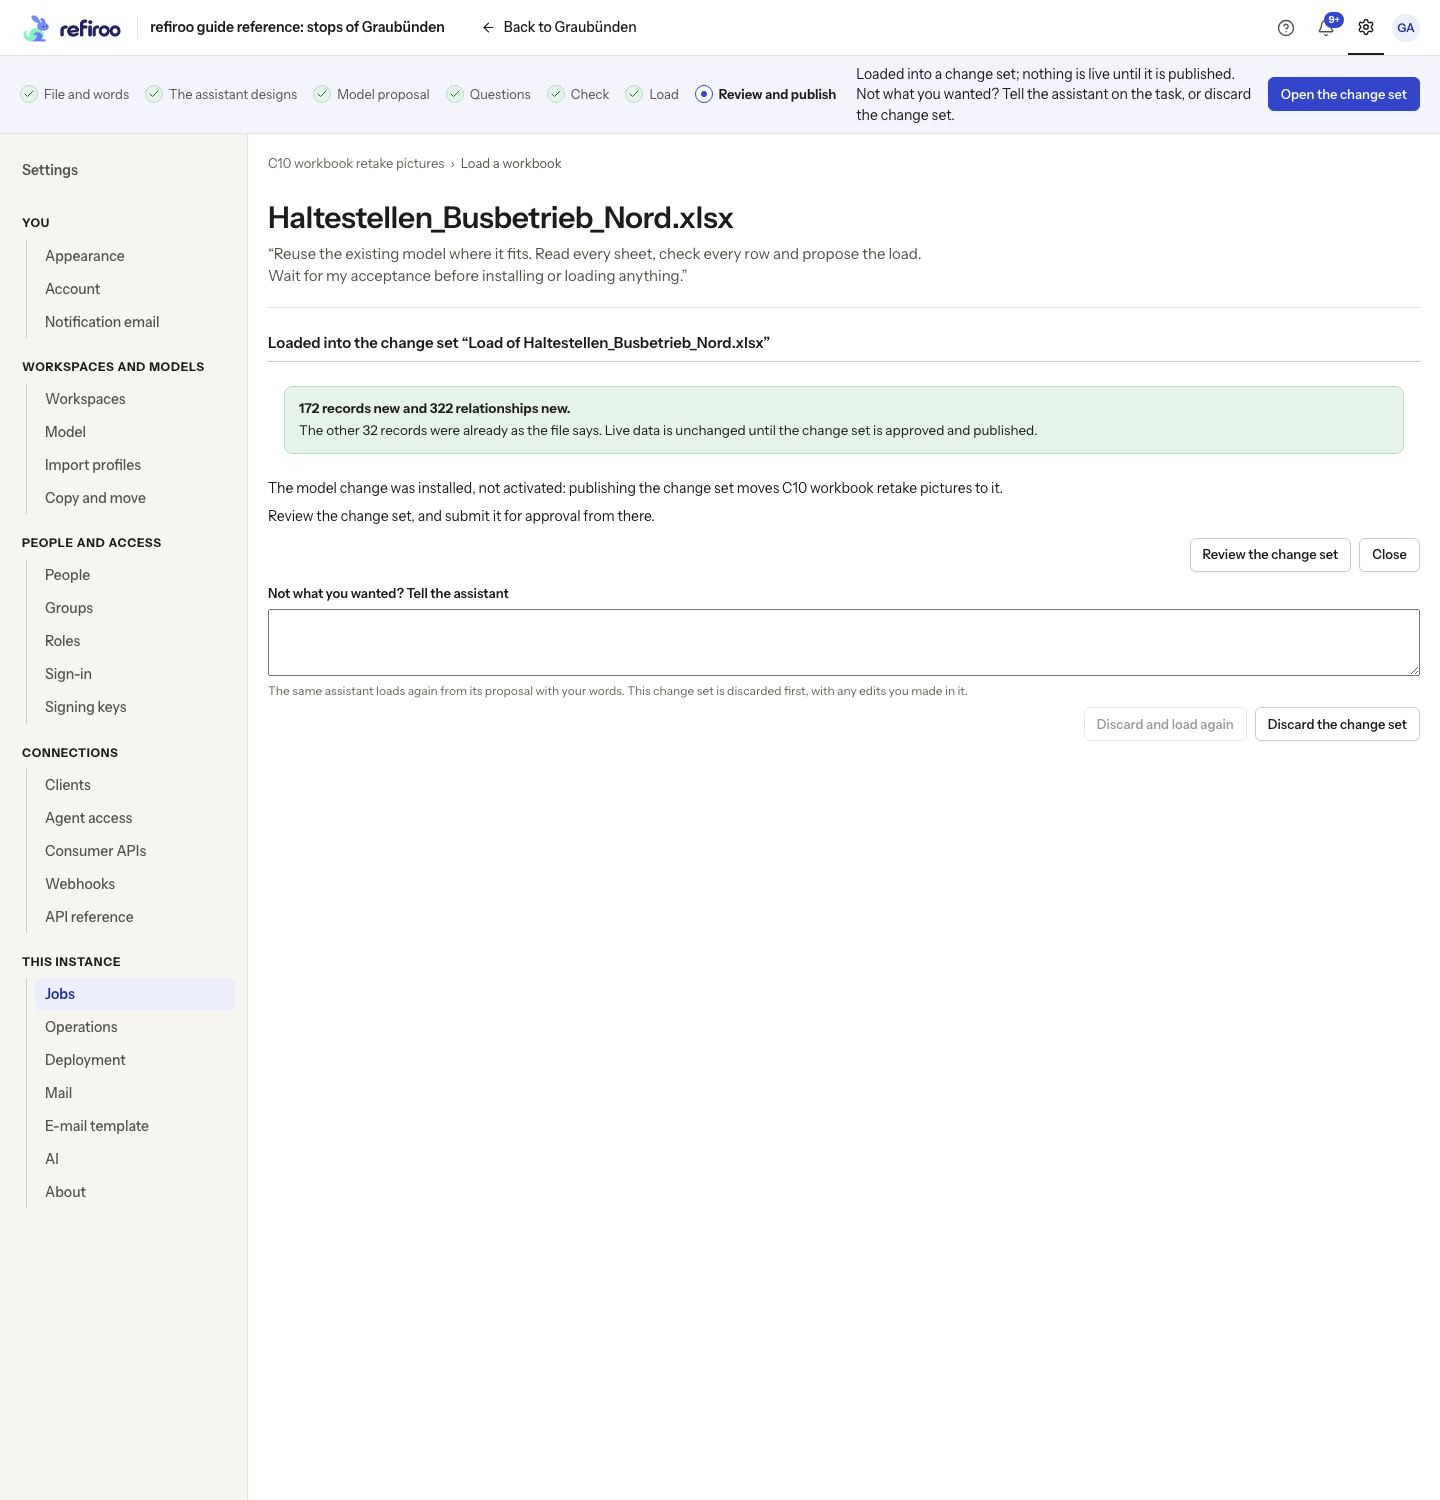 refiroo
refiroo guide reference: stops of Graubünden
← Back to Graubünden
9+
GA
File and words
The assistant designs
Model proposal
Questions
Check
Load
Review and publish
Loaded into a change set; nothing is live until it is published.
Not what you wanted? Tell the assistant on the task, or discard
the change set.
Open the change set
Settings
YOU
Appearance
Account
Notification email
WORKSPACES AND MODELS
Workspaces
Model
Import profiles
Copy and move
PEOPLE AND ACCESS
People
Groups
Roles
Sign-in
Signing keys
CONNECTIONS
Clients
Agent access
Consumer APIs
Webhooks
API reference
THIS INSTANCE
Jobs
Operations
Deployment
Mail
E-mail template
AI
About
C10 workbook retake pictures › Load a workbook
Haltestellen_Busbetrieb_Nord.xlsx
“Reuse the existing model where it fits. Read every sheet, check every row and propose the load.
Wait for my acceptance before installing or loading anything.”
Loaded into the change set “Load of Haltestellen_Busbetrieb_Nord.xlsx”
172 records new and 322 relationships new.
The other 32 records were already as the file says. Live data is unchanged until the change set is approved and published.
The model change was installed, not activated: publishing the change set moves C10 workbook retake pictures to it.
Review the change set, and submit it for approval from there.
Review the change set
Close
Not what you wanted? Tell the assistant
The same assistant loads again from its proposal with your words. This change set is discarded first, with any edits you made in it.
Discard and load again
Discard the change set